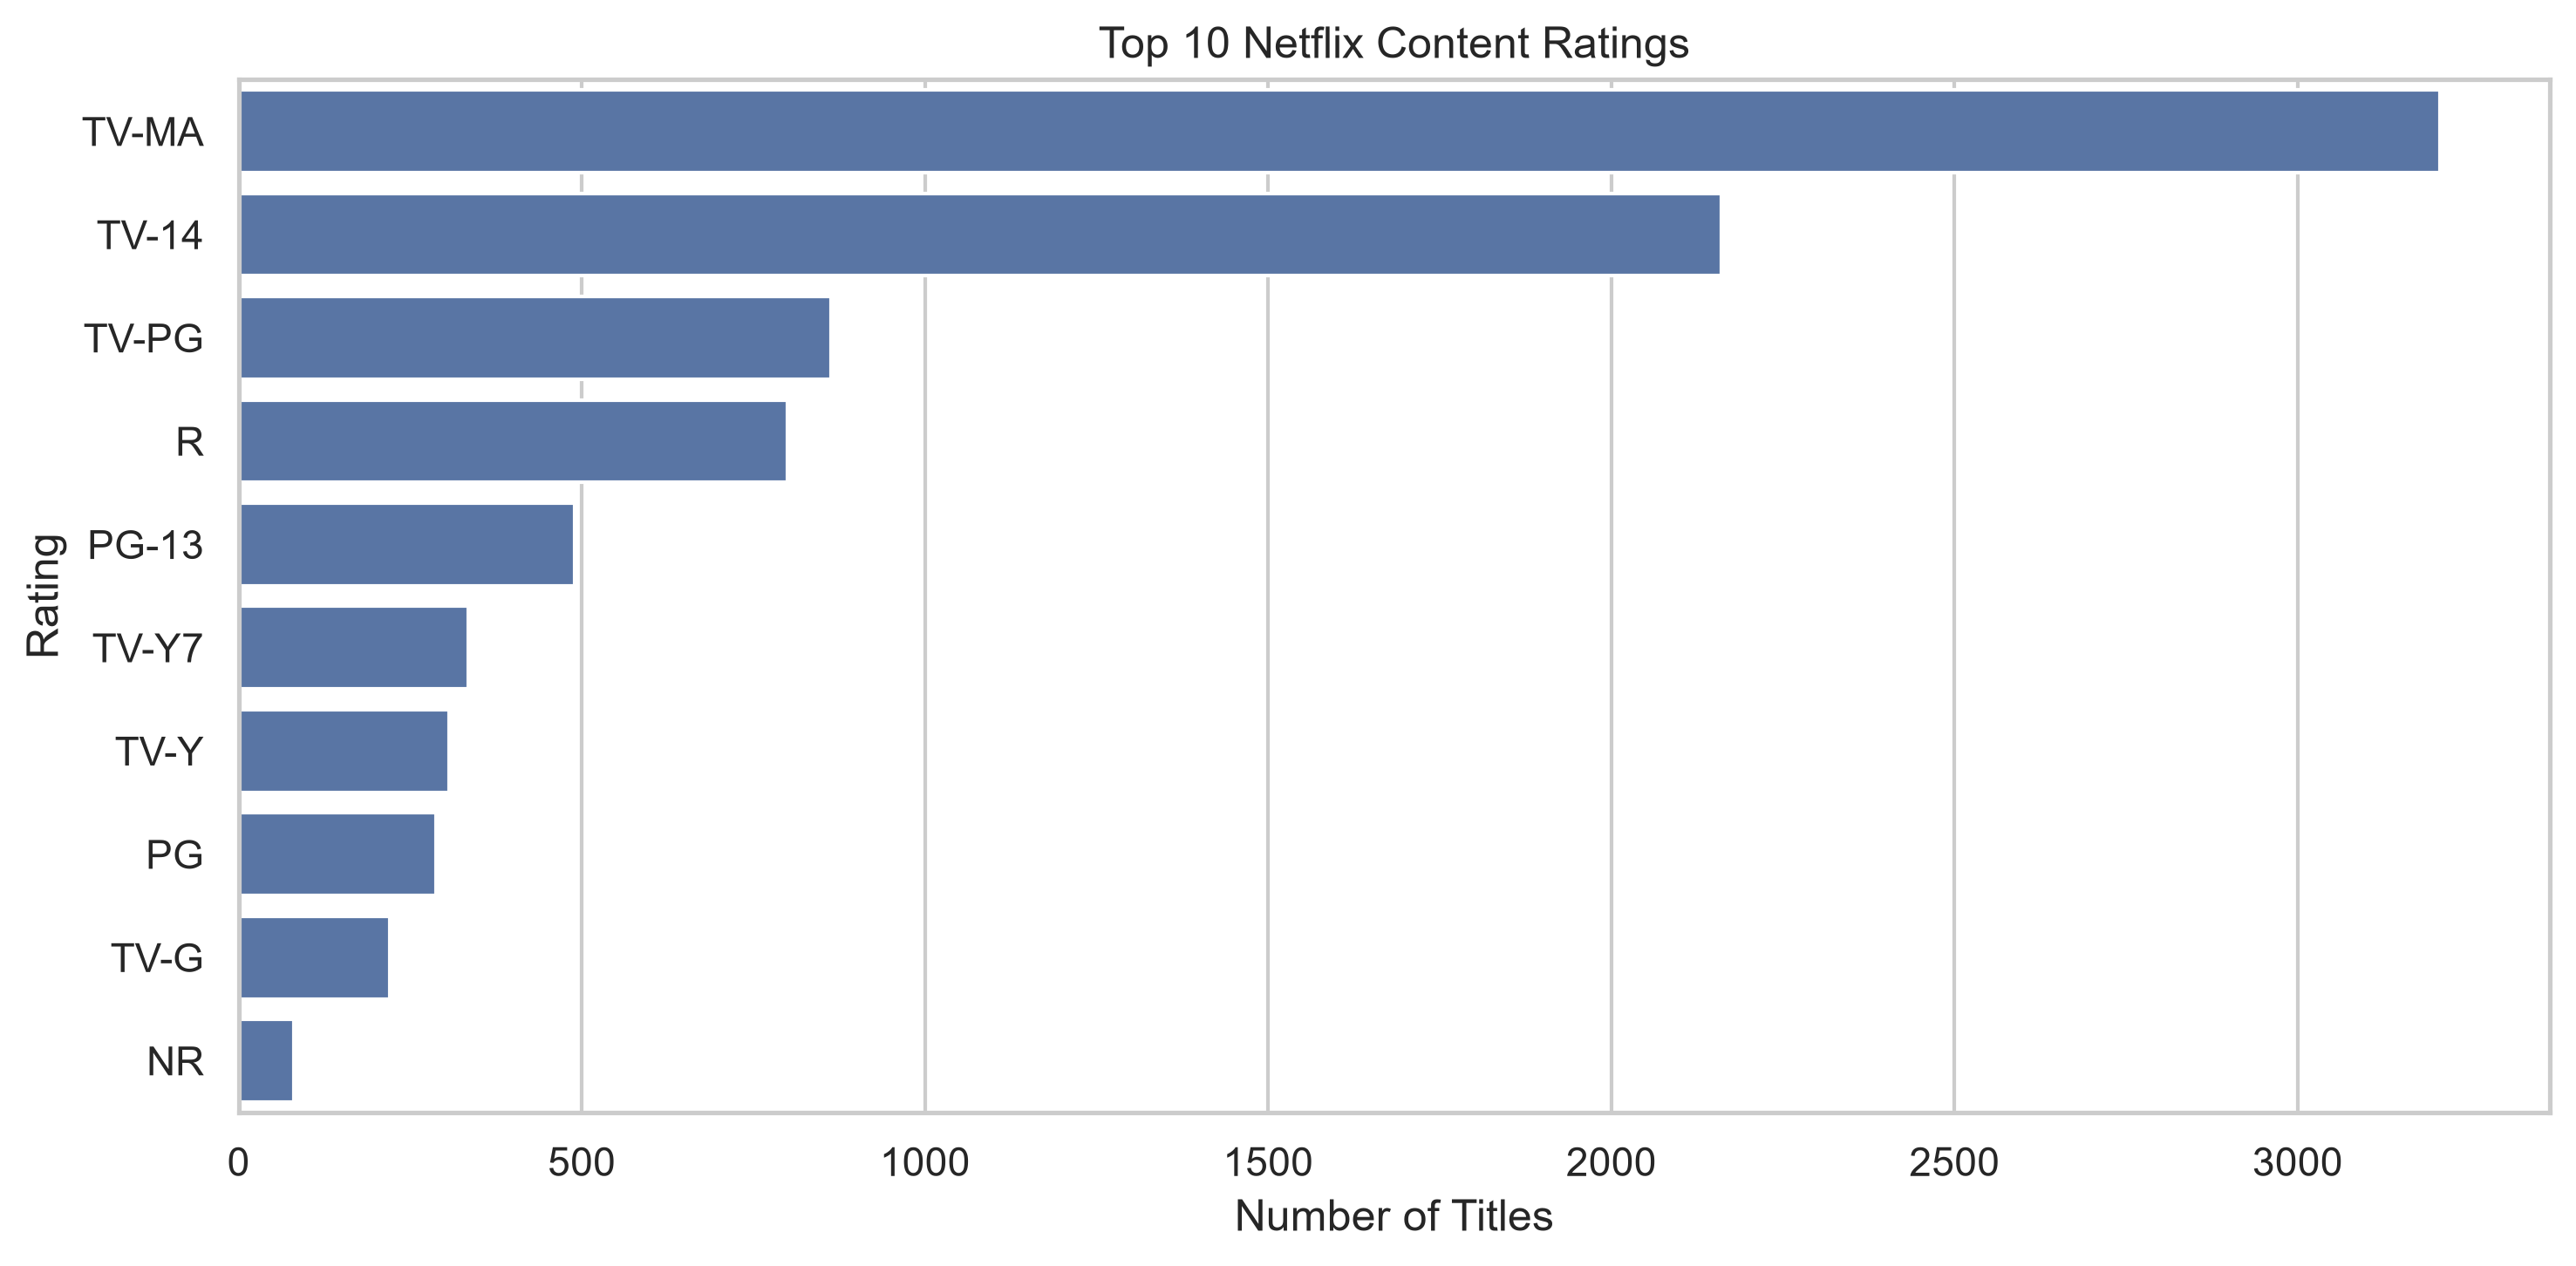 Top 10 Netflix Content Ratings
TV-MA
TV-14
TV-PG
R
PG-13
TV-Y7
TV-Y
PG
TV-G
NR
Rating
0 500 1000 1500 2000 2500 3000
Number of Titles